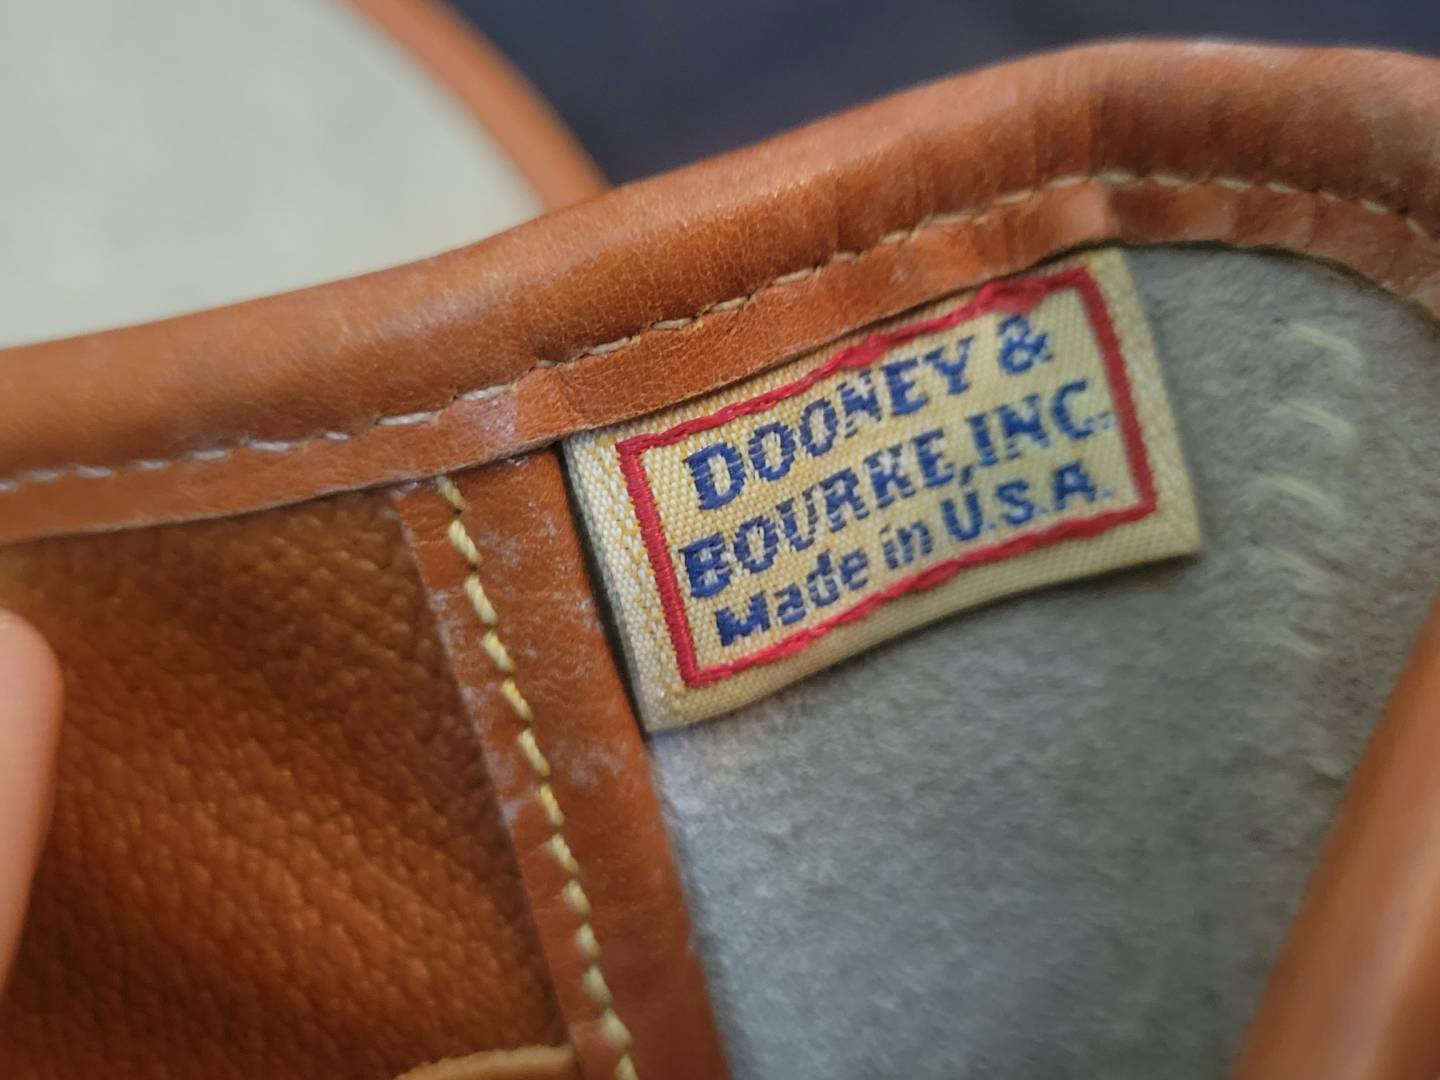 DOONEY &
BOURKE, INC.
Made in U.S.A.